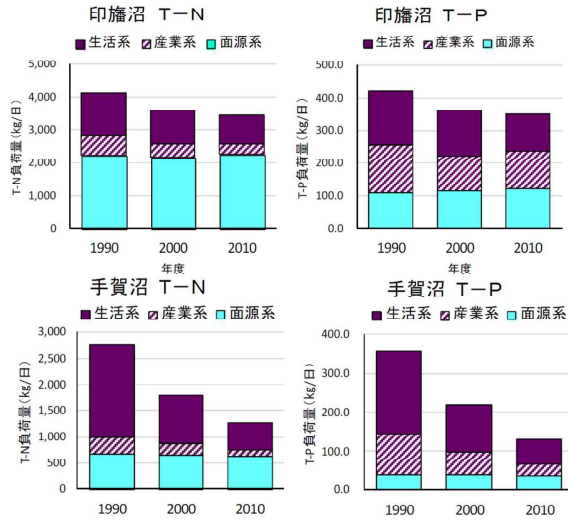 印旛沼 T－N
■生活系 ▨産業系 ■面源系
T-N負荷量(kg/日)
5,000
4,000
3,000
2,000
1,000
0
1990 2000 2010
年度
印旛沼 T－P
■生活系 ▨産業系 ■面源系
T-P負荷量(kg/日)
500.0
400.0
300.0
200.0
100.0
0.0
1990 2000 2010
年度
手賀沼 T－N
■生活系 ▨産業系 ■面源系
T-N負荷量(kg/日)
3,000
2,500
2,000
1,500
1,000
500
0
1990 2000 2010
手賀沼 T－P
■生活系 ▨産業系 ■面源系
T-P負荷量(kg/日)
400.0
300.0
200.0
100.0
0.0
1990 2000 2010